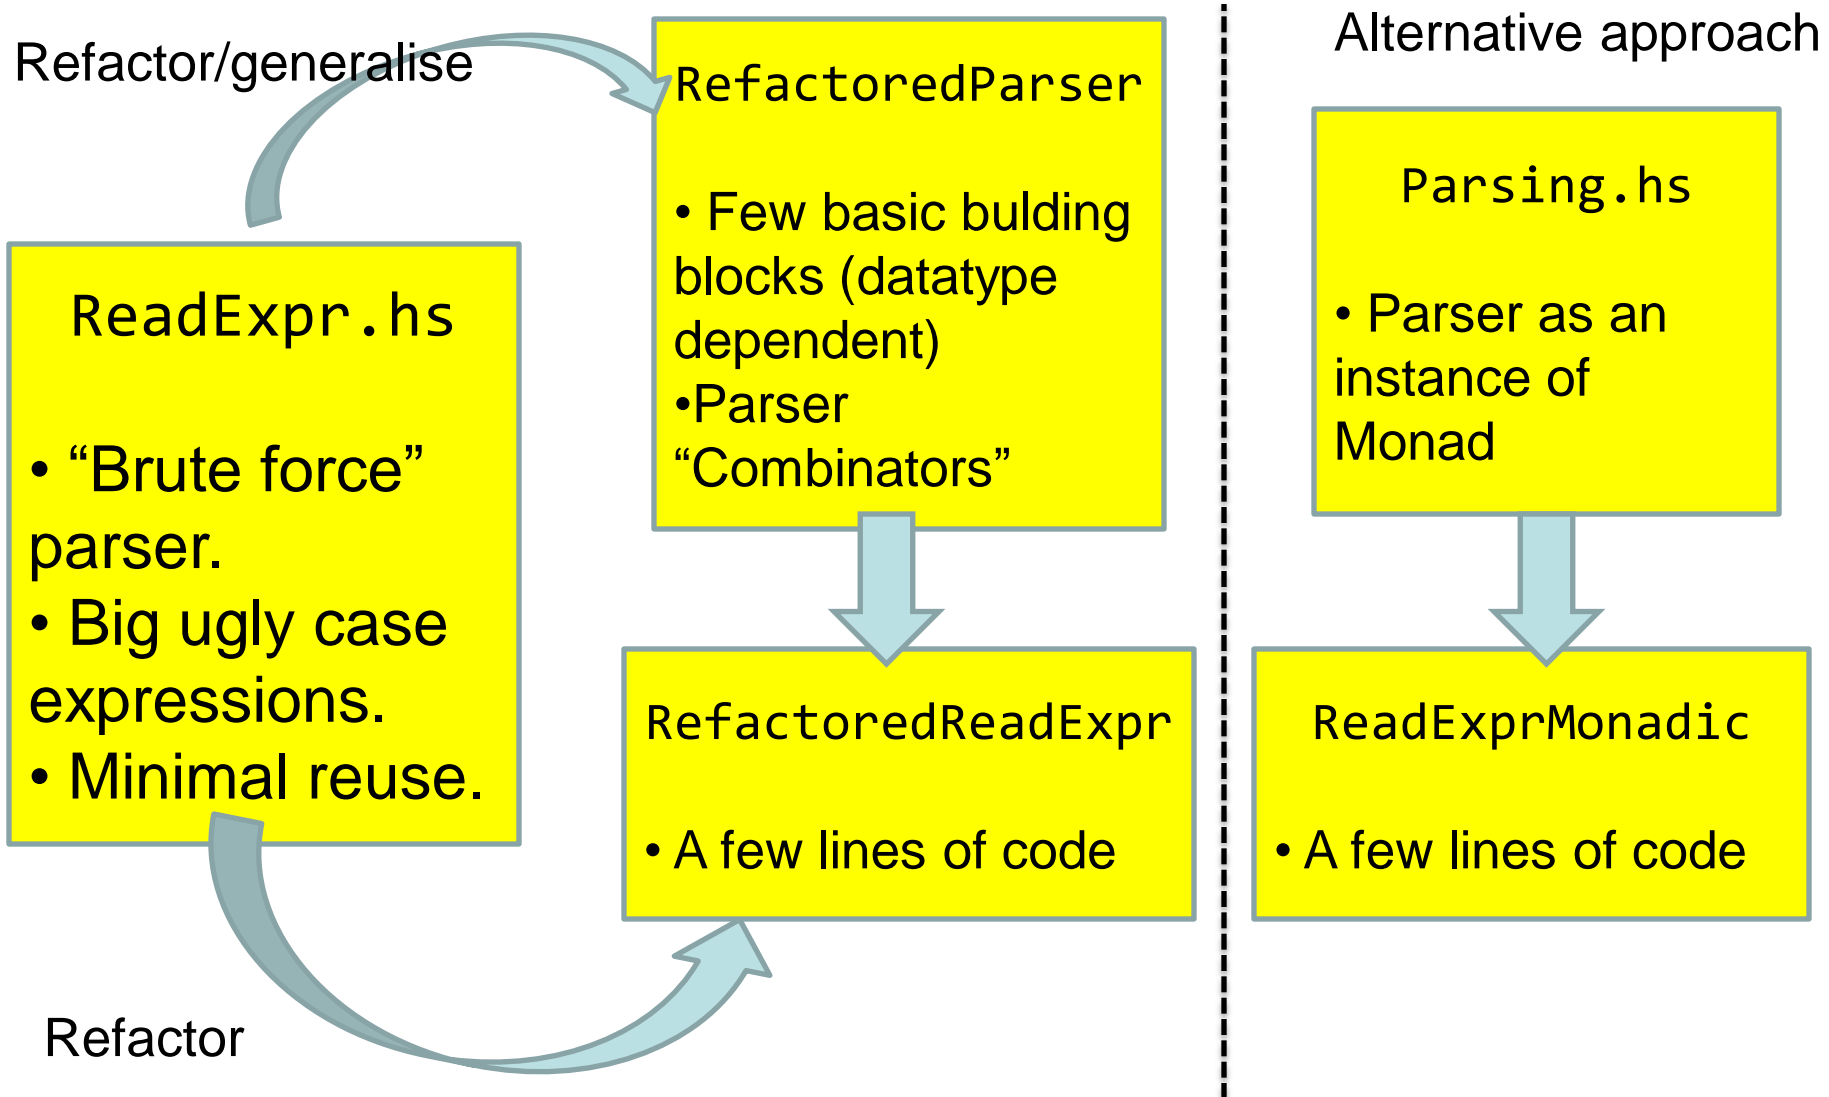 Refactor/generalise
ReadExpr.hs
• “Brute force”
parser.
• Big ugly case
expressions.
• Minimal reuse.
Refactor
RefactoredParser
• Few basic bulding
blocks (datatype
dependent)
•Parser
“Combinators”
RefactoredReadExpr
• A few lines of code
Alternative approach
Parsing.hs
• Parser as an
instance of
Monad
ReadExprMonadic
• A few lines of code